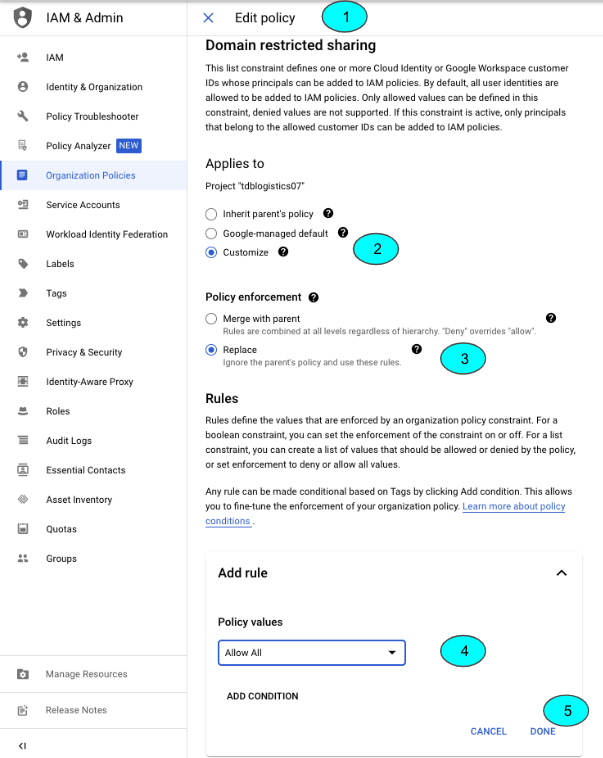 IAM & Admin
Edit policy
1
IAM
Identity & Organization
Policy Troubleshooter
Policy Analyzer NEW
Organization Policies
Service Accounts
Workload Identity Federation
Labels
Tags
Settings
Privacy & Security
Identity-Aware Proxy
Roles
Audit Logs
Essential Contacts
Asset Inventory
Quotas
Groups
Manage Resources
Release Notes
Domain restricted sharing
This list constraint defines one or more Cloud Identity or Google Workspace customer
IDs whose principals can be added to IAM policies. By default, all user identities are
allowed to be added to IAM policies. Only allowed values can be defined in this
constraint, denied values are not supported. If this constraint is active, only principals
that belong to the allowed customer IDs can be added to IAM policies.
Applies to
Project "tdblogistics07"
Inherit parent's policy ?
Google-managed default ?
Customize ?
2
Policy enforcement ?
Merge with parent ?
Rules are combined at all levels regardless of hierarchy. "Deny" overrides "allow".
Replace ?
Ignore the parent's policy and use these rules.
3
Rules
Rules define the values that are enforced by an organization policy constraint. For a
boolean constraint, you can set the enforcement of the constraint on or off. For a list
constraint, you can create a list of values that should be allowed or denied by the policy,
or set enforcement to deny or allow all values.
Any rule can be made conditional based on Tags by clicking Add condition. This allows
you to fine-tune the enforcement of your organization policy. Learn more about policy
conditions .
Add rule
Policy values
Allow All
4
ADD CONDITION
5
CANCEL DONE